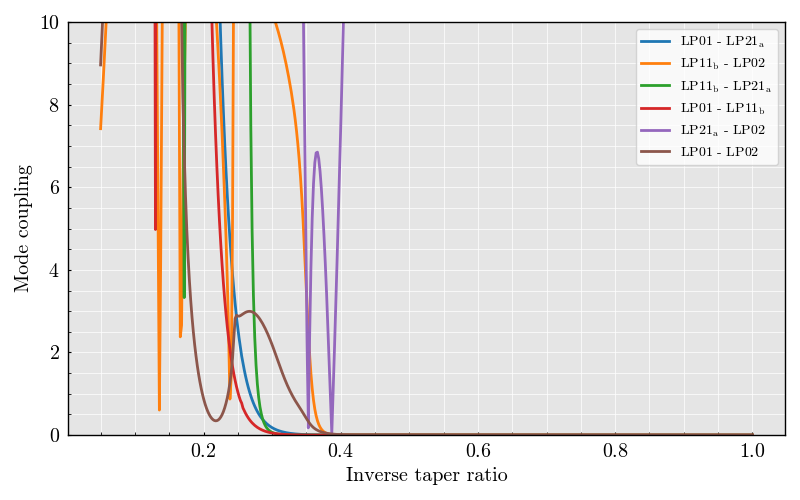 10
8
6
4
2
0
Mode coupling
0.2
0.4
0.6
0.8
1.0
Inverse taper ratio
LP01 - LP21a
LP11b - LP02
LP11b - LP21a
LP01 - LP11b
LP21a - LP02
LP01 - LP02